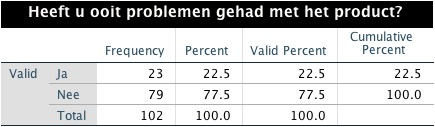 Heeft u ooit problemen gehad met het product?
Frequency Percent Valid Percent Cumulative Percent
Valid Ja 23 22.5 22.5 22.5
Nee 79 77.5 77.5 100.0
Total 102 100.0 100.0